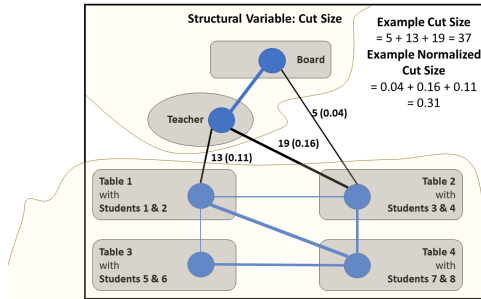 Structural Variable: Cut Size
Example Cut Size
= 5 + 13 + 19 = 37
Example Normalized
Cut Size
= 0.04 + 0.16 + 0.11
= 0.31
Board
Teacher
5 (0.04)
19 (0.16)
13 (0.11)
Table 1
with
Students 1 & 2
Table 2
with
Students 3 & 4
Table 3
with
Students 5 & 6
Table 4
with
Students 7 & 8